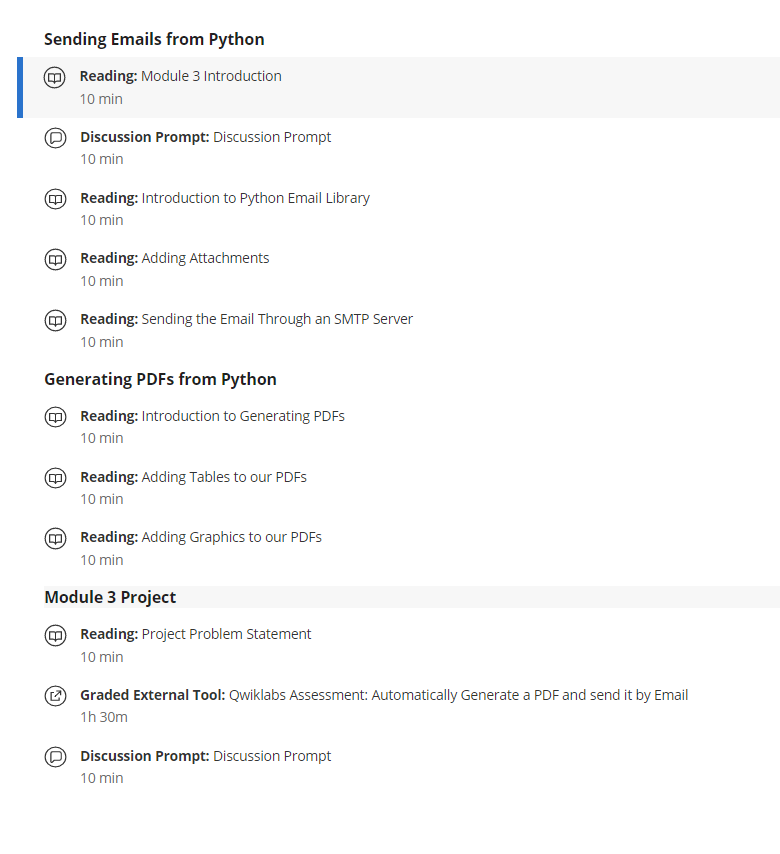 Sending Emails from Python
Reading: Module 3 Introduction
10 min
Discussion Prompt: Discussion Prompt
10 min
Reading: Introduction to Python Email Library
10 min
Reading: Adding Attachments
10 min
Reading: Sending the Email Through an SMTP Server
10 min
Generating PDFs from Python
Reading: Introduction to Generating PDFs
10 min
Reading: Adding Tables to our PDFs
10 min
Reading: Adding Graphics to our PDFs
10 min
Module 3 Project
Reading: Project Problem Statement
10 min
Graded External Tool: Qwiklabs Assessment: Automatically Generate a PDF and send it by Email
1h 30m
Discussion Prompt: Discussion Prompt
10 min